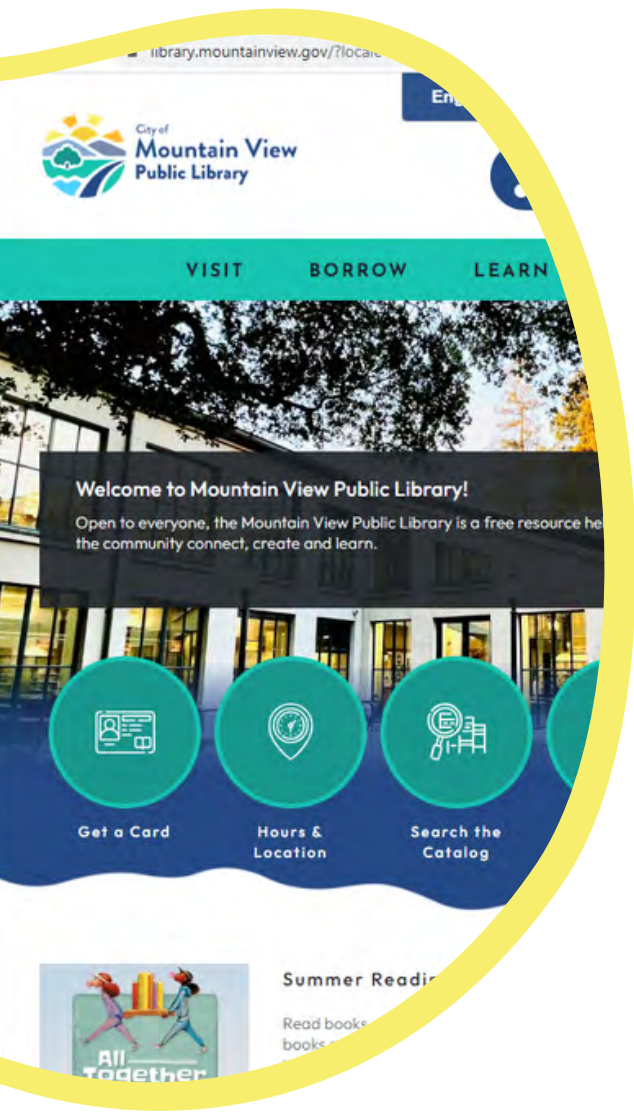 library.mountainview.gov/?locale
City of
Mountain View
Public Library
VISIT BORROW LEARN
Welcome to Mountain View Public Library!
Open to everyone, the Mountain View Public Library is a free resource
the community connect, create and learn.
Get a Card
Hours &
Location
Search the
Catalog
Summer
Read books
books
All
Together